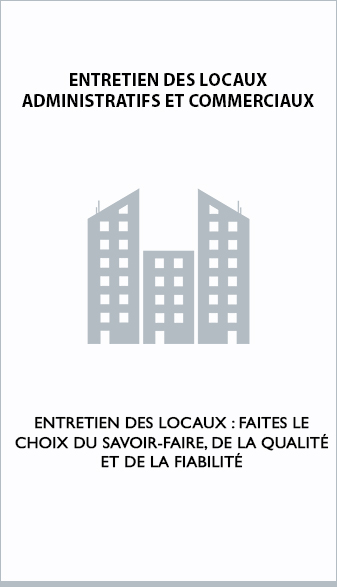 ENTRETIEN DES LOCAUX
ADMINISTRATIFS ET COMMERCIAUX
ENTRETIEN DES LOCAUX : FAITES LE
CHOIX DU SAVOIR-FAIRE, DE LA QUALITÉ
ET DE LA FIABILITÉ